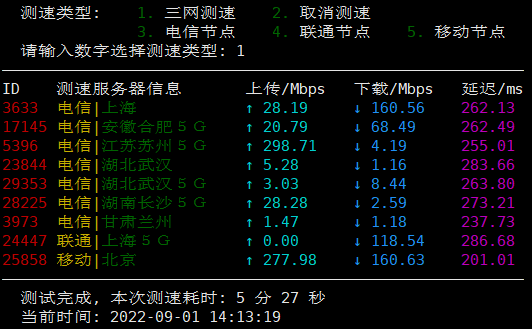 测速类型:  1. 三网测速  2. 取消测速
3. 电信节点  4. 联通节点  5. 移动节点
请输入数字选择测速类型: 1
ID 测速服务器信息 上传/Mbps 下载/Mbps 延迟/ms
3633 电信|上海 ↑ 28.19 ↓ 160.56 262.13
17145 电信|安徽合肥５Ｇ ↑ 20.79 ↓ 68.49 262.49
5396 电信|江苏苏州５Ｇ ↑ 298.71 ↓ 4.19 255.01
23844 电信|湖北武汉 ↑ 5.28 ↓ 1.16 283.66
29353 电信|湖北武汉５Ｇ ↑ 3.03 ↓ 8.44 263.80
28225 电信|湖南长沙５Ｇ ↑ 28.28 ↓ 2.59 273.21
3973 电信|甘肃兰州 ↑ 1.47 ↓ 1.18 237.73
24447 联通|上海５Ｇ ↑ 0.00 ↓ 118.54 286.68
25858 移动|北京 ↑ 277.98 ↓ 160.63 201.01
测试完成, 本次测速耗时: 5 分 27 秒
当前时间: 2022-09-01 14:13:19